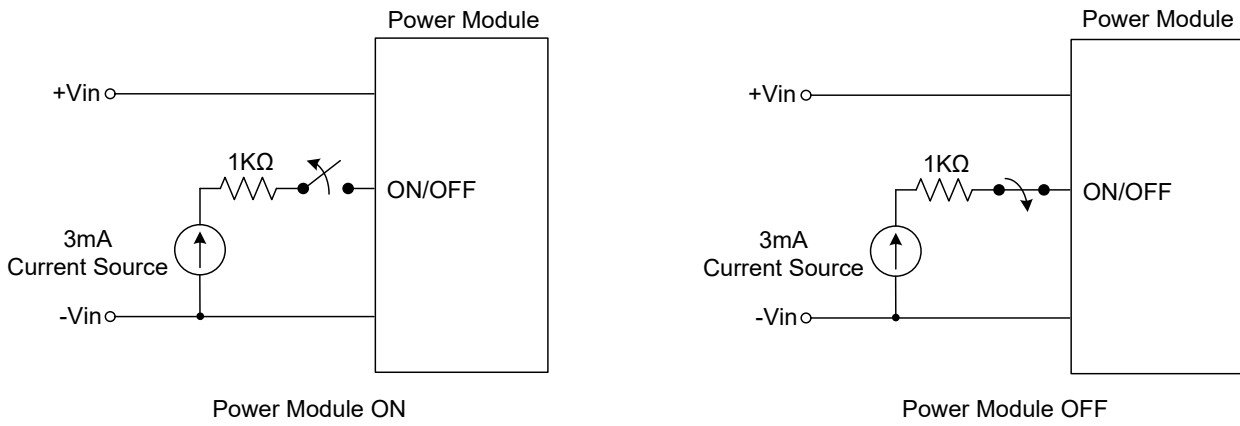 Power Module
+Vin
1KΩ
ON/OFF
3mA
Current Source
-Vin
Power Module ON
Power Module
+Vin
1KΩ
ON/OFF
3mA
Current Source
-Vin
Power Module OFF